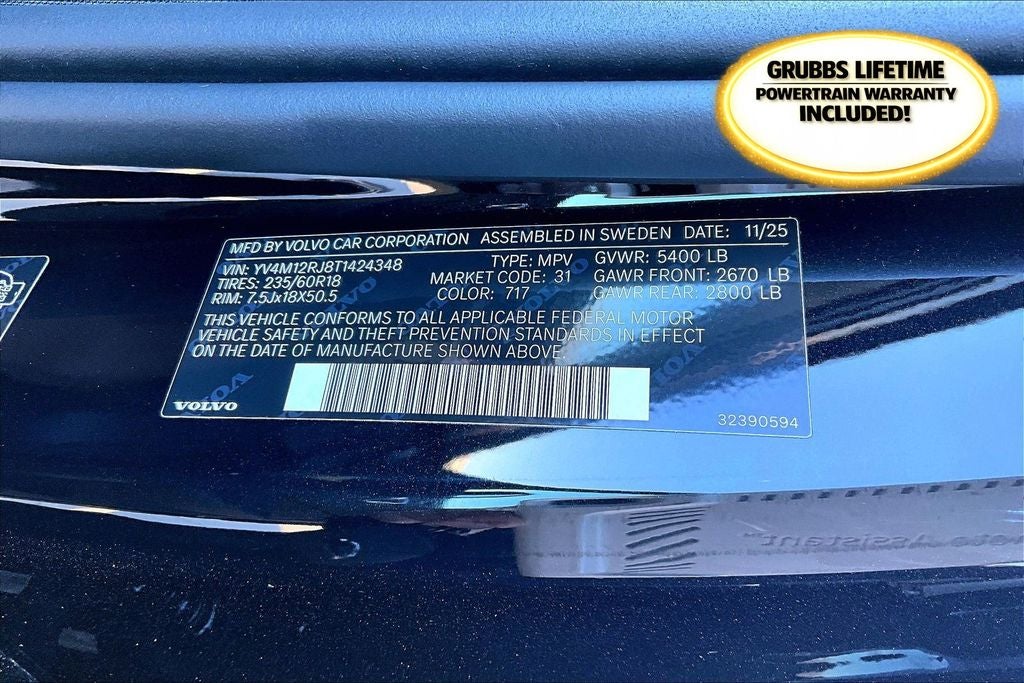 GRUBBS LIFETIME
POWERTRAIN WARRANTY
INCLUDED!
MFD BY VOLVO CAR CORPORATION ASSEMBLED IN SWEDEN DATE: 11/25
VIN: YV4M12RJ8T1424348 TYPE: MPV GVWR: 5400 LB
TIRES: 235/60R18 MARKET CODE: 31 GAWR FRONT: 2670 LB
RIM: 7.5Jx18X50.5 COLOR: 717 GAWR REAR: 2800 LB
THIS VEHICLE CONFORMS TO ALL APPLICABLE FEDERAL MOTOR
VEHICLE SAFETY AND THEFT PREVENTION STANDARDS IN EFFECT
ON THE DATE OF MANUFACTURE SHOWN ABOVE.
VOLVO
32390594